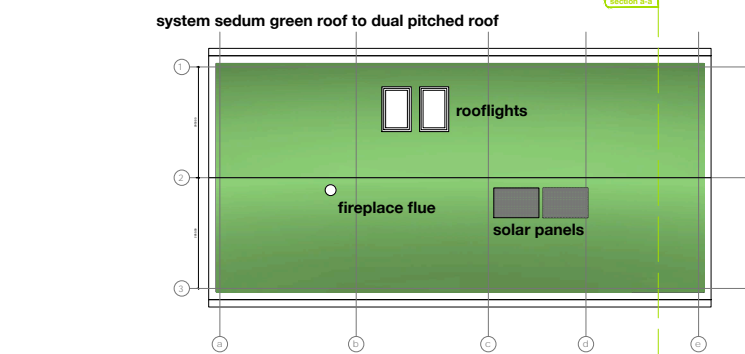 section a-a
system sedum green roof to dual pitched roof
1
rooflights
2
fireplace flue
solar panels
3
a
b
c
d
e